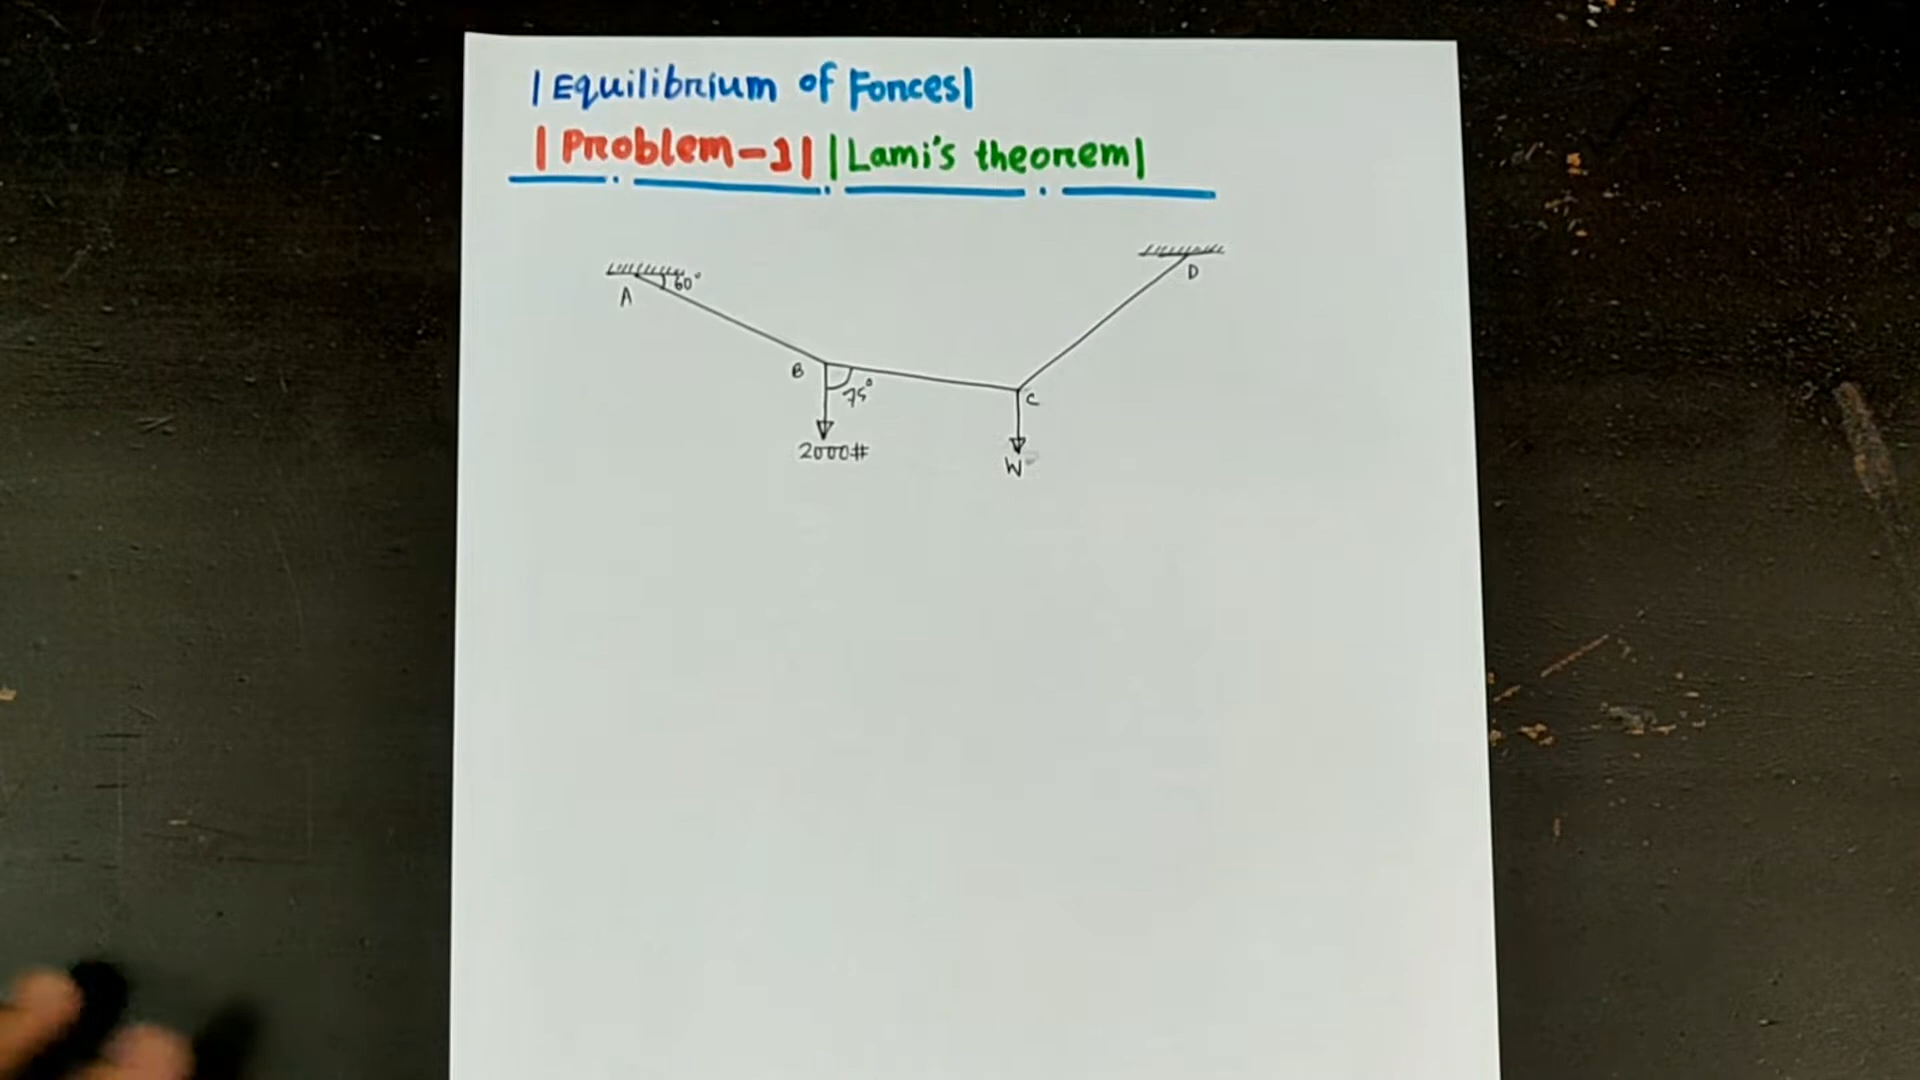 |Equilibrium of Forces|
|Problem-1||Lami's theorem|
D
60°
A
B
75°
C
2000#
W